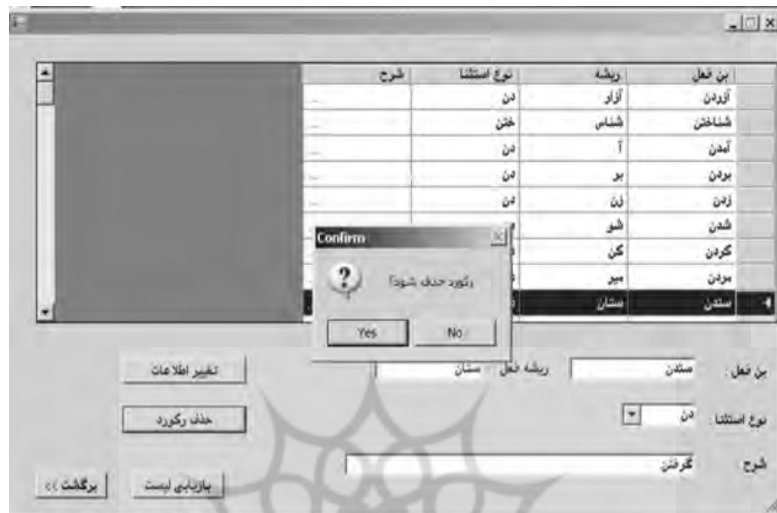 بن فعل ریشه نوع استثنا شرح
آزردن آزار دن ...
شناختن شناس ختن ...
آمدن آ دن ...
بردن بر دن ...
زدن زن دن ...
شدن شو
کردن کن
مردن میر
ستدن ستان
Confirm
رکورد حذف شود؟
Yes No
بن فعل : ستدن ریشه فعل ستان
تغییر اطلاعات
نوع استثنا : دن
حذف رکورد
شرح گرفتن
بازیابی لیست
برگشت >>